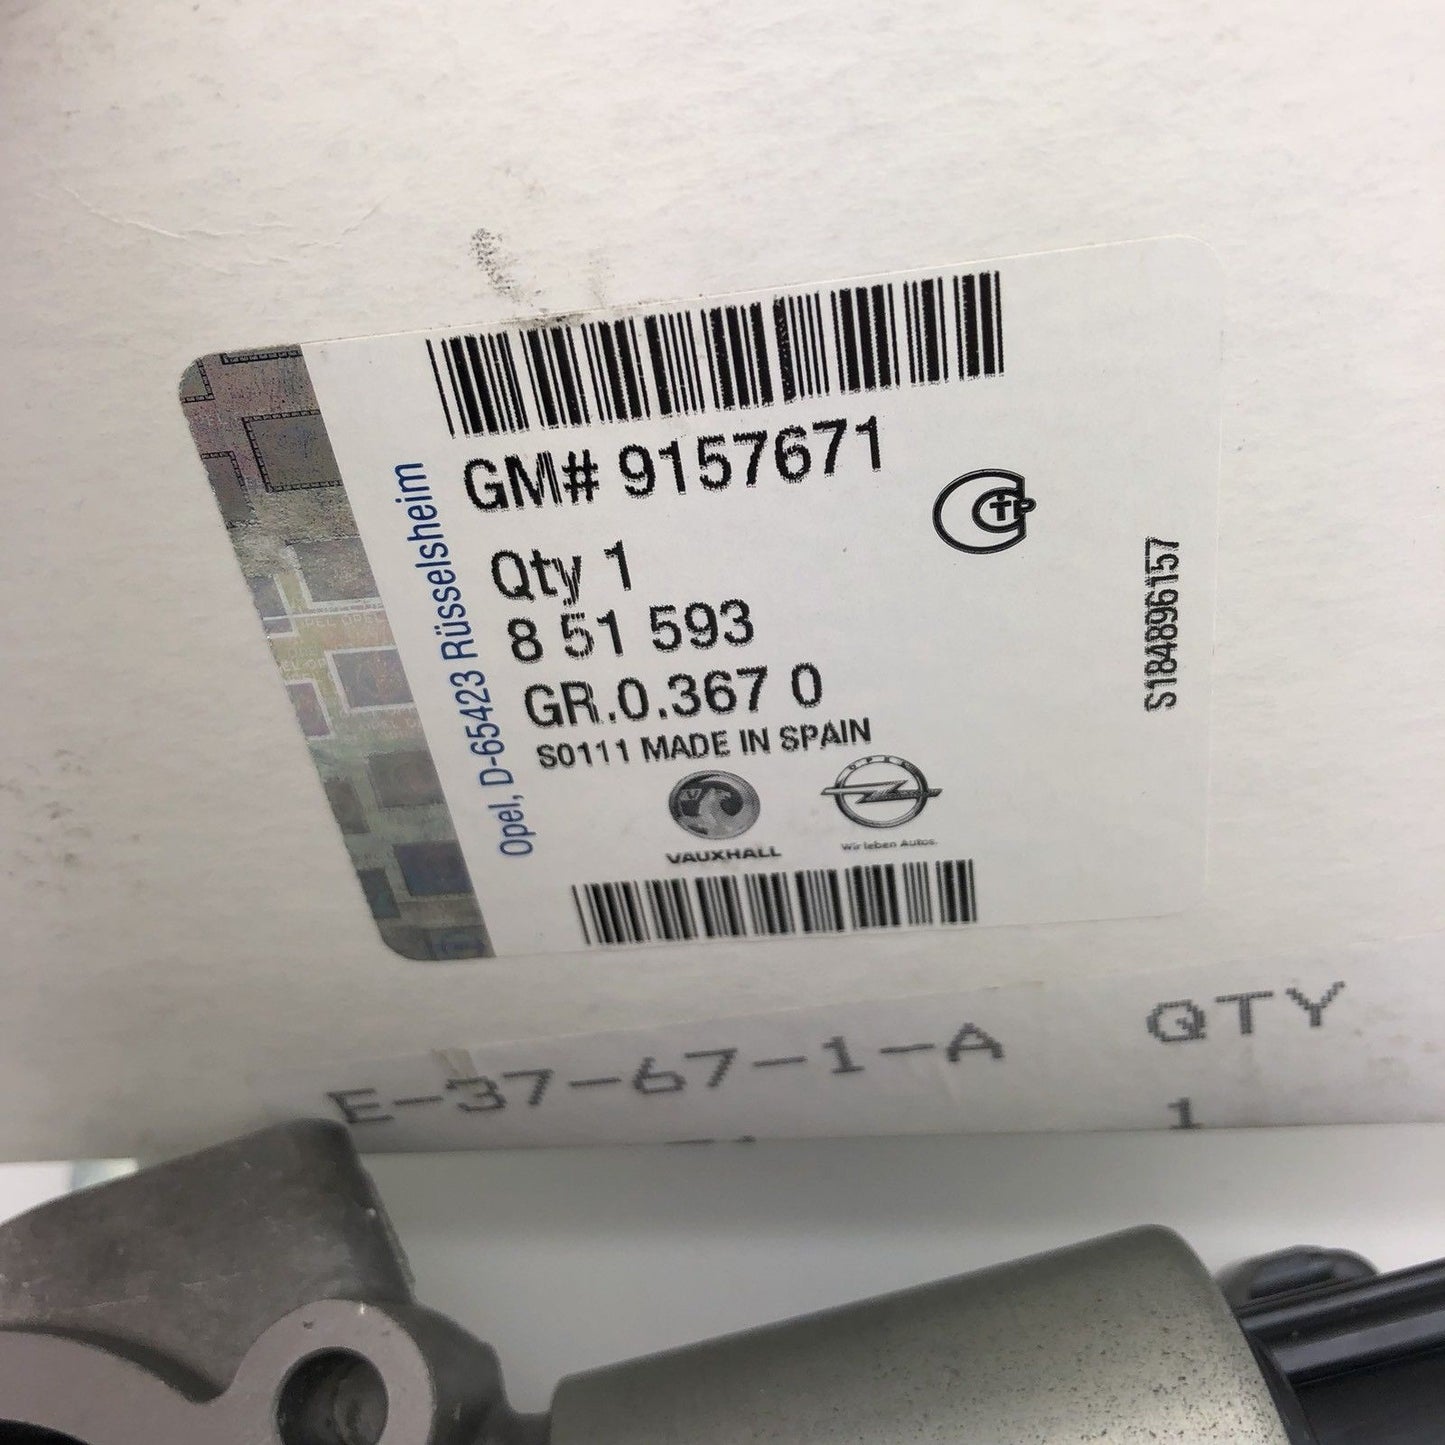 GM# 9157671
Qty 1
8 51 593
GR.0.367 0
S0111 MADE IN SPAIN
VAUXHALL
OPEL
Wir leben Autos.
Opel, D-65423 Rüsselsheim
S184896157
E-37-67-1-A
QTY
1